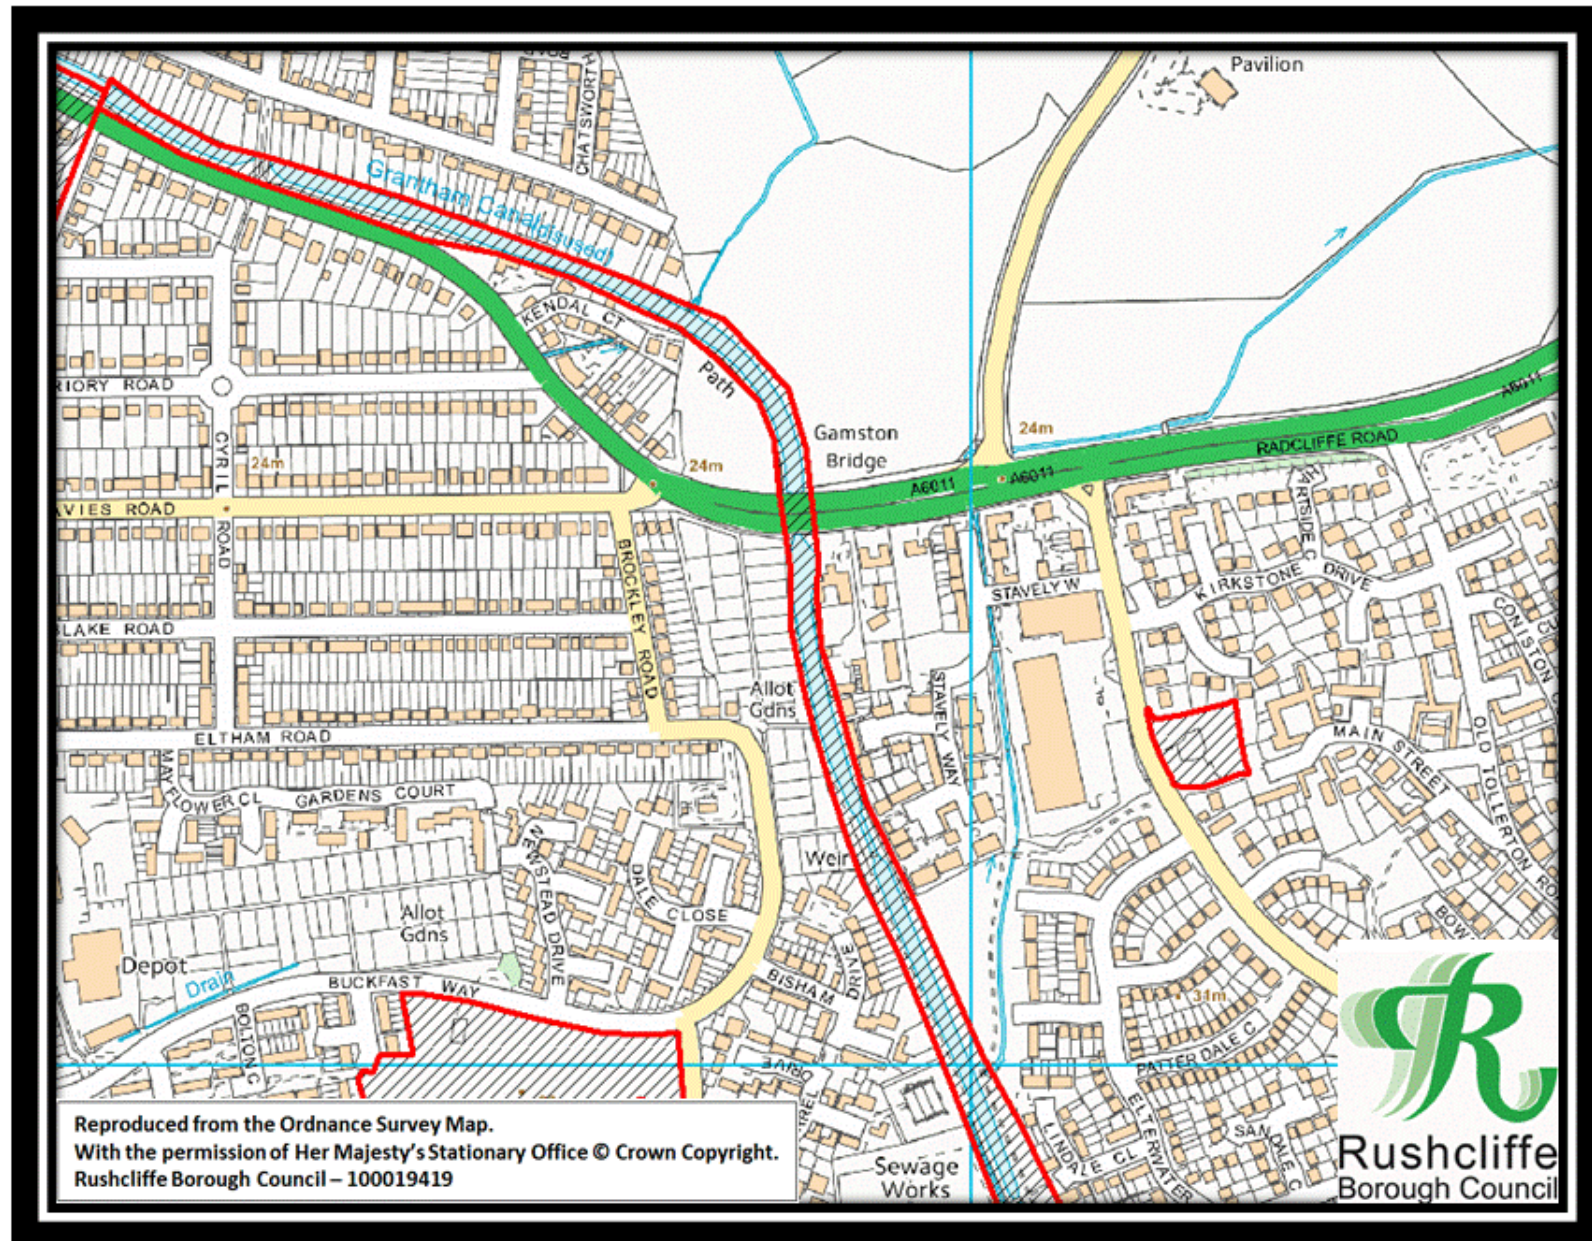 Pavilion
ROAD
CHATSWORTH
Grantham Canal
(disused)
KENDAL CT
Path
RIORY ROAD
CYRIL ROAD
24m
24m
24m
Gamston
Bridge
A6011
A6011
RADCLIFFE ROAD
A6011
AVIES ROAD
BROCKLEY ROAD
HARTSIDE C
KIRKSTONE DRIVE
STAVELY W
CONISTON
LAKE ROAD
Allot
Gdns
STAVELY WAY
ELTHAM ROAD
MAIN STREET
OLD TOLLERTON RO
MAYFLOWER CL
GARDENS COURT
Weir
NEWSTEAD DRIVE
DALE CLOSE
Allot
Gdns
BOW
Depot
Drain
BUCKFAST WAY
BISHAM DRIVE
31m
BOLTON C
PATTERDALE C
DRIVE
ELTERWATER
SANDALE C
LINDALE CL
Sewage
Works
Reproduced from the Ordnance Survey Map.
With the permission of Her Majesty's Stationary Office © Crown Copyright.
Rushcliffe Borough Council – 100019419
R
Rushcliffe
Borough Council